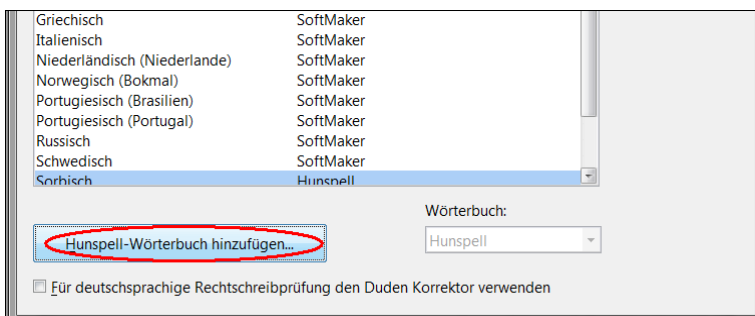 Griechisch SoftMaker
Italienisch SoftMaker
Niederländisch (Niederlande) SoftMaker
Norwegisch (Bokmal) SoftMaker
Portugiesisch (Brasilien) SoftMaker
Portugiesisch (Portugal) SoftMaker
Russisch SoftMaker
Schwedisch SoftMaker
Sorbisch Hunspell
Wörterbuch:
Hunspell-Wörterbuch hinzufügen... Hunspell
Für deutschsprachige Rechtschreibprüfung den Duden Korrektor verwenden